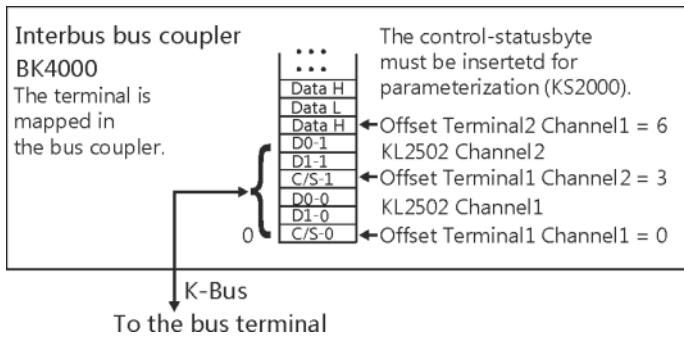 Interbus bus coupler
BK4000
The terminal is
mapped in
the bus coupler.
The control-statusbyte
must be insertetd for
parameterization (KS2000).
Data H
Data L
Data H
Offset Terminal2 Channel1 = 6
D0-1
KL2502 Channel2
D1-1
C/S-1
Offset Terminal1 Channel2 = 3
D0-0
KL2502 Channel1
D1-0
0
C/S-0
Offset Terminal1 Channel1 = 0
K-Bus
To the bus terminal